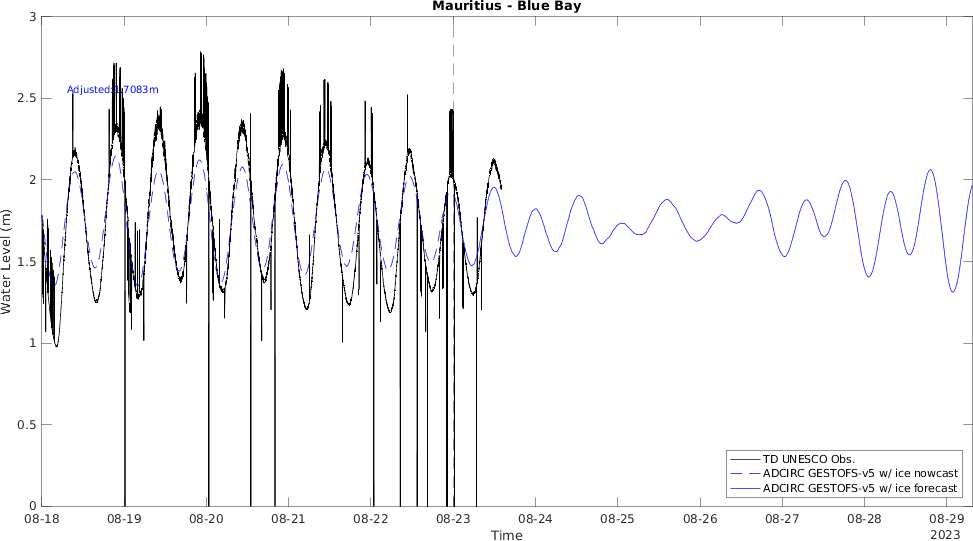 Mauritius - Blue Bay
3
2.5
2
1.5
1
0.5
0
Water Level (m)
Adjusted:1.7083m
TD UNESCO Obs.
ADCIRC GESTOFS-v5 w/ ice nowcast
ADCIRC GESTOFS-v5 w/ ice forecast
08-18 08-19 08-20 08-21 08-22 08-23 08-24 08-25 08-26 08-27 08-28 08-29
2023
Time